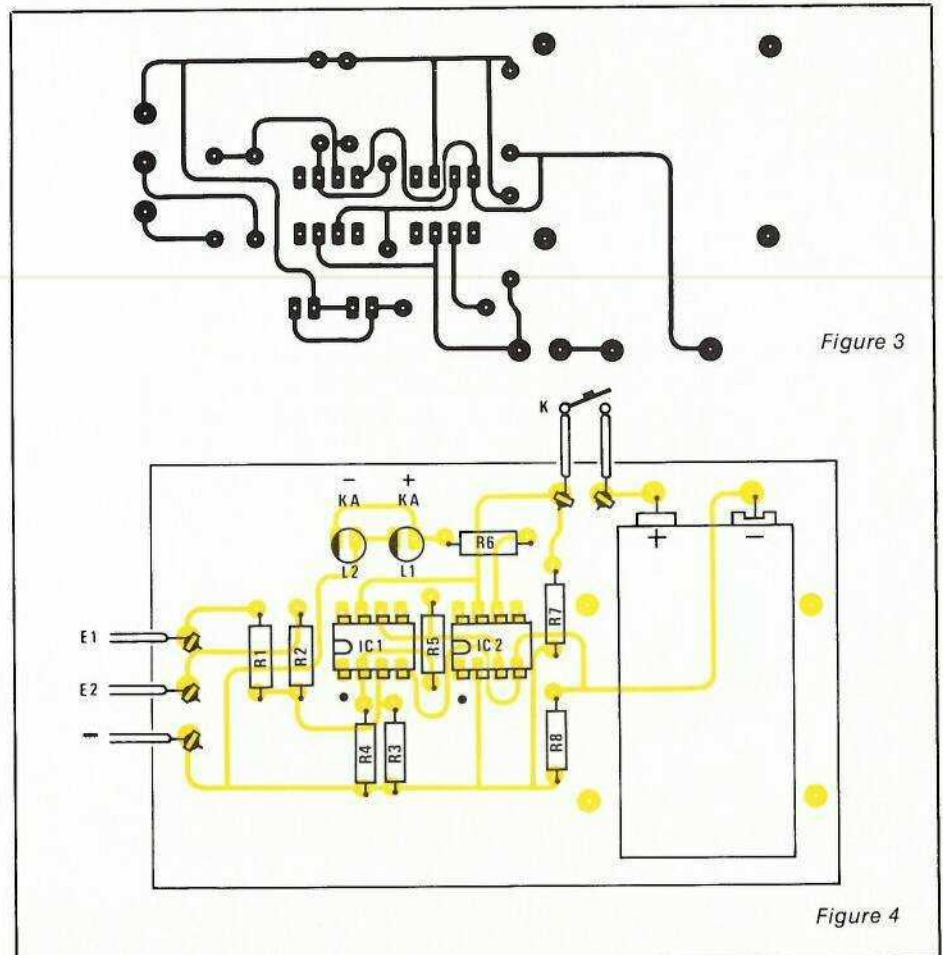 Figure 3
K
- +
KA KA
L2 L1
R6
+ -
E1
R1 R2 IC1 R5 IC2 R7
E2
-
R4 R3 R8
Figure 4